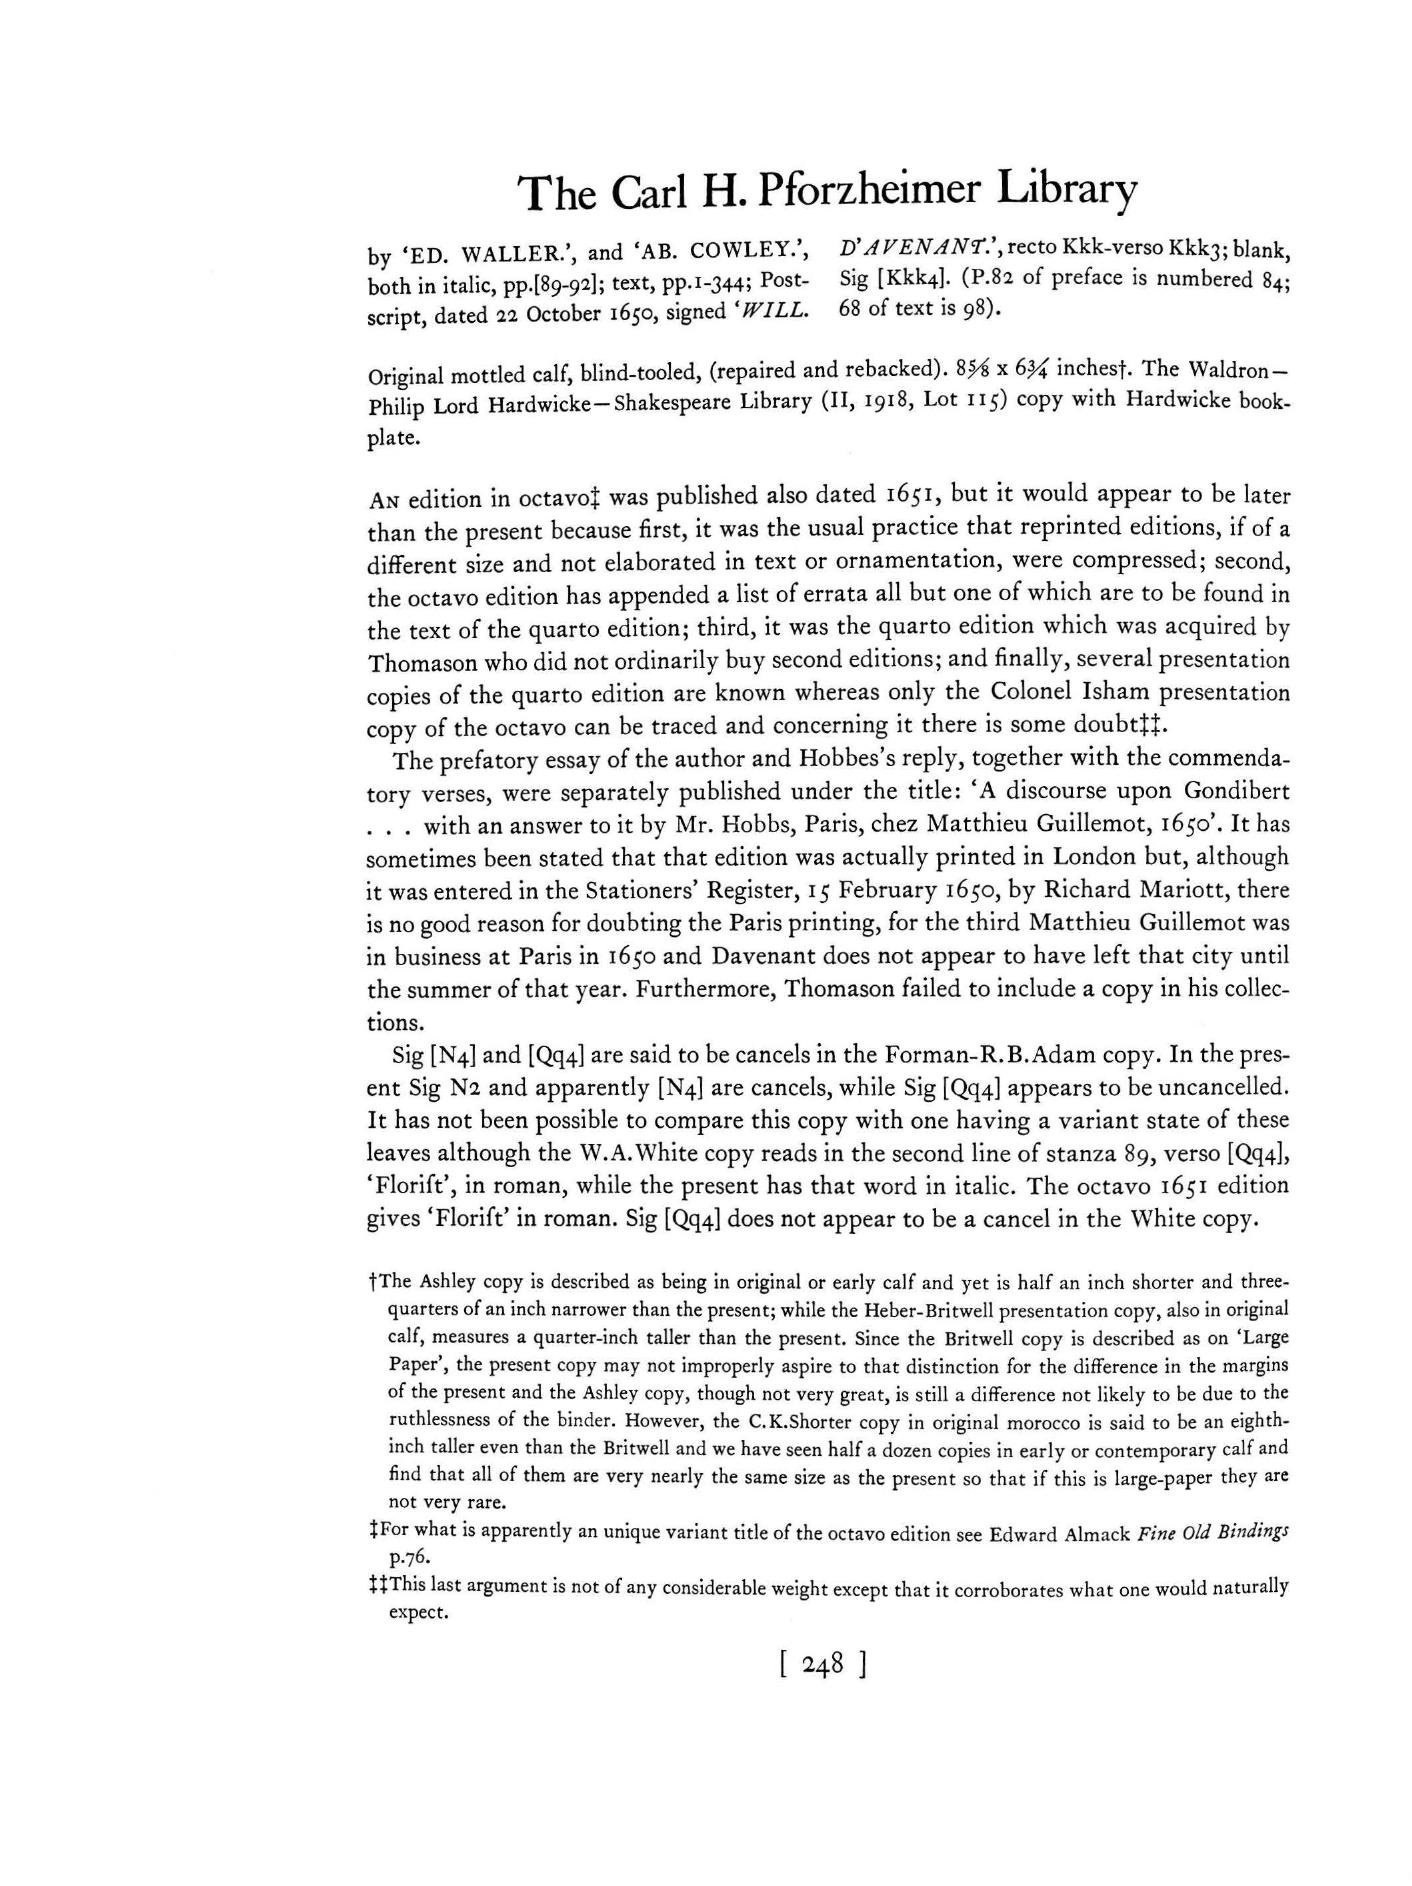 The Carl H. Pforzheimer Library
by ‘ED. WALLER.’, and ‘AB. COWLEY.’,
both in italic, pp.[89-92]; text, pp.1-344; Post-
script, dated 22 October 1650, signed ‘WILL.
D’AVENANT.’, recto Kkk-verso Kkk3; blank,
Sig [Kkk4]. (P.82 of preface is numbered 84;
68 of text is 98).
Original mottled calf, blind-tooled, (repaired and rebacked). 8⅝ x 6¾ inches†. The Waldron—
Philip Lord Hardwicke—Shakespeare Library (II, 1918, Lot 115) copy with Hardwicke book-
plate.
AN edition in octavo‡ was published also dated 1651, but it would appear to be later
than the present because first, it was the usual practice that reprinted editions, if of a
different size and not elaborated in text or ornamentation, were compressed; second,
the octavo edition has appended a list of errata all but one of which are to be found in
the text of the quarto edition; third, it was the quarto edition which was acquired by
Thomason who did not ordinarily buy second editions; and finally, several presentation
copies of the quarto edition are known whereas only the Colonel Isham presentation
copy of the octavo can be traced and concerning it there is some doubt‡‡.
The prefatory essay of the author and Hobbes’s reply, together with the commenda-
tory verses, were separately published under the title: ‘A discourse upon Gondibert
. . . with an answer to it by Mr. Hobbs, Paris, chez Matthieu Guillemot, 1650’. It has
sometimes been stated that that edition was actually printed in London but, although
it was entered in the Stationers’ Register, 15 February 1650, by Richard Mariott, there
is no good reason for doubting the Paris printing, for the third Matthieu Guillemot was
in business at Paris in 1650 and Davenant does not appear to have left that city until
the summer of that year. Furthermore, Thomason failed to include a copy in his collec-
tions.
Sig [N4] and [Qq4] are said to be cancels in the Forman-R.B.Adam copy. In the pres-
ent Sig N2 and apparently [N4] are cancels, while Sig [Qq4] appears to be uncancelled.
It has not been possible to compare this copy with one having a variant state of these
leaves although the W.A.White copy reads in the second line of stanza 89, verso [Qq4],
‘Floriſt’, in roman, while the present has that word in italic. The octavo 1651 edition
gives ‘Floriſt’ in roman. Sig [Qq4] does not appear to be a cancel in the White copy.
†The Ashley copy is described as being in original or early calf and yet is half an inch shorter and three-
quarters of an inch narrower than the present; while the Heber-Britwell presentation copy, also in original
calf, measures a quarter-inch taller than the present. Since the Britwell copy is described as on ‘Large
Paper’, the present copy may not improperly aspire to that distinction for the difference in the margins
of the present and the Ashley copy, though not very great, is still a difference not likely to be due to the
ruthlessness of the binder. However, the C.K.Shorter copy in original morocco is said to be an eighth-
inch taller even than the Britwell and we have seen half a dozen copies in early or contemporary calf and
find that all of them are very nearly the same size as the present so that if this is large-paper they are
not very rare.
‡For what is apparently an unique variant title of the octavo edition see Edward Almack Fine Old Bindings
p.76.
‡‡This last argument is not of any considerable weight except that it corroborates what one would naturally
expect.
[ 248 ]